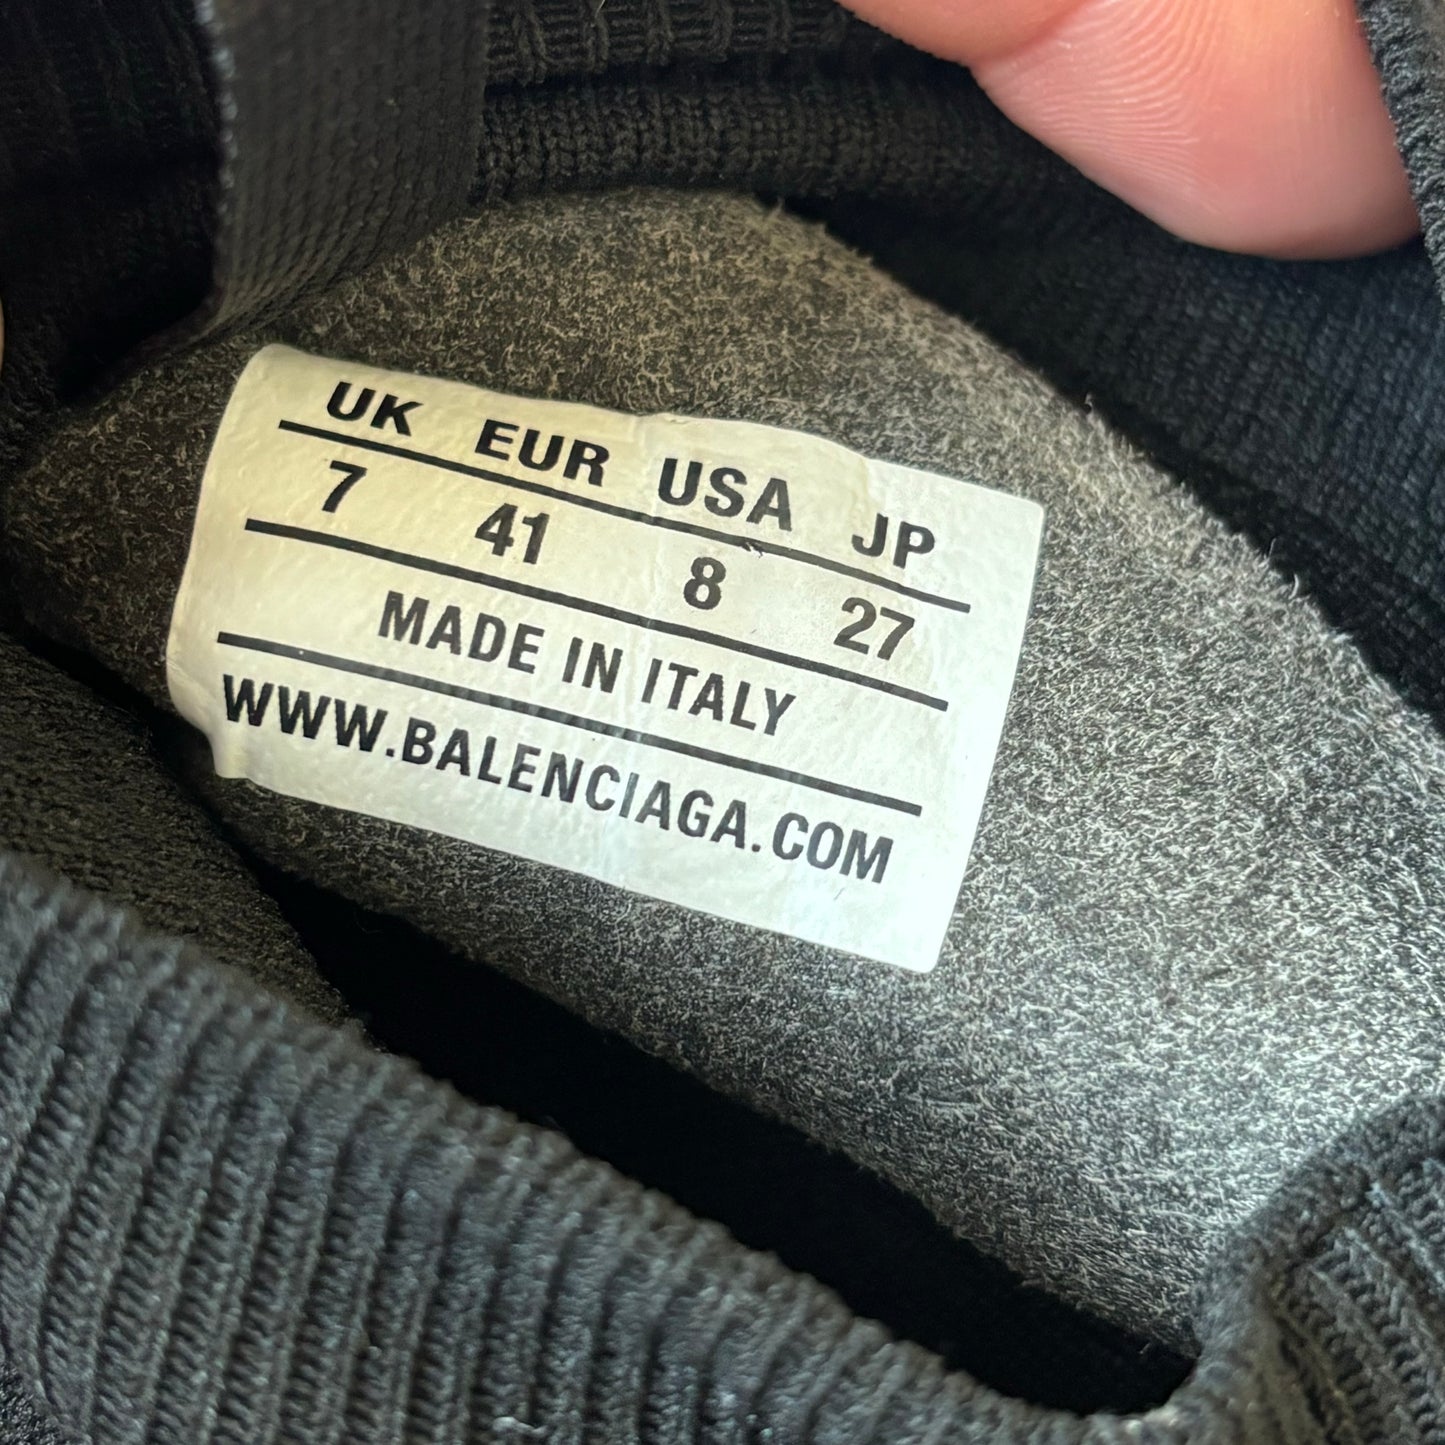 UK EUR USA JP
7 41 8 27
MADE IN ITALY
WWW.BALENCIAGA.COM